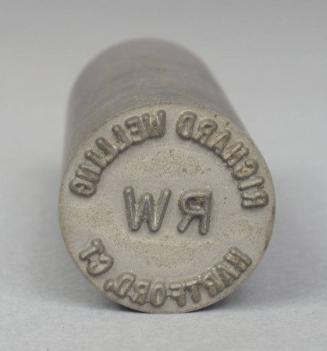 RICHARD WELLING
RW
HARTFORD, CT